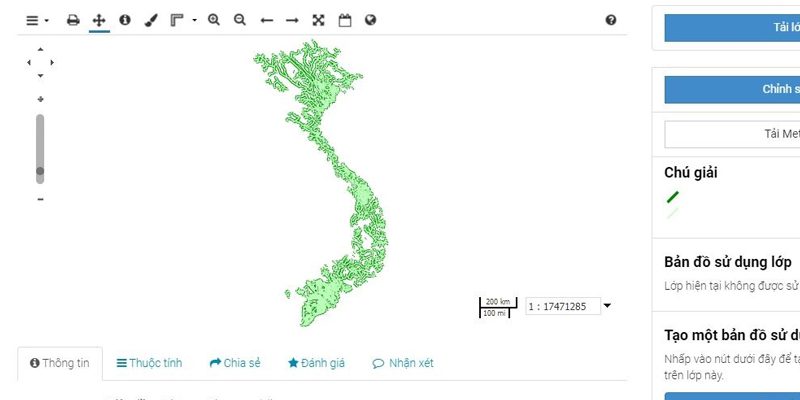 Tải
Chỉnh
Tải
Chú giải
200 km
100 mi
1 : 17471285
Bản đồ sử dụng lớp
Lớp hiện tại không được sử
Tạo một bản đồ sử
Nhấp vào nút dưới đây để
trên lớp này.
Thông tin
Thuộc tính
Chia sẻ
Đánh giá
Nhận xét